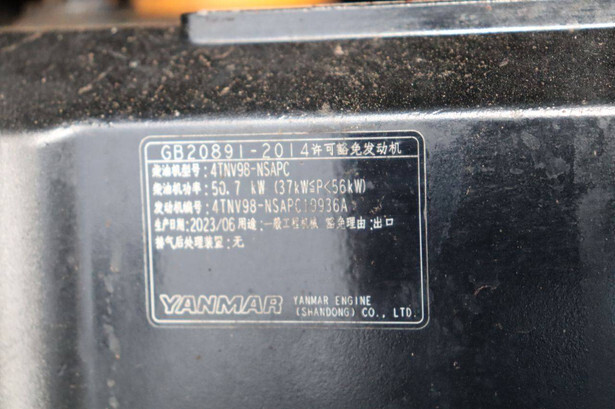 GB20891-2014许可豁免发动机
柴油机型号: 4TNV98-NSAPC
柴油机功率: 50.7 kW (37kW≦P<56kW)
发动机编号: 4TNV98-NSAPC19936A
生产日期: 2023/06 用途: 一般工程机械 豁免理由: 出口
排气后处理装置: 无
YANMAR YANMAR ENGINE
(SHANDONG) CO., LTD.